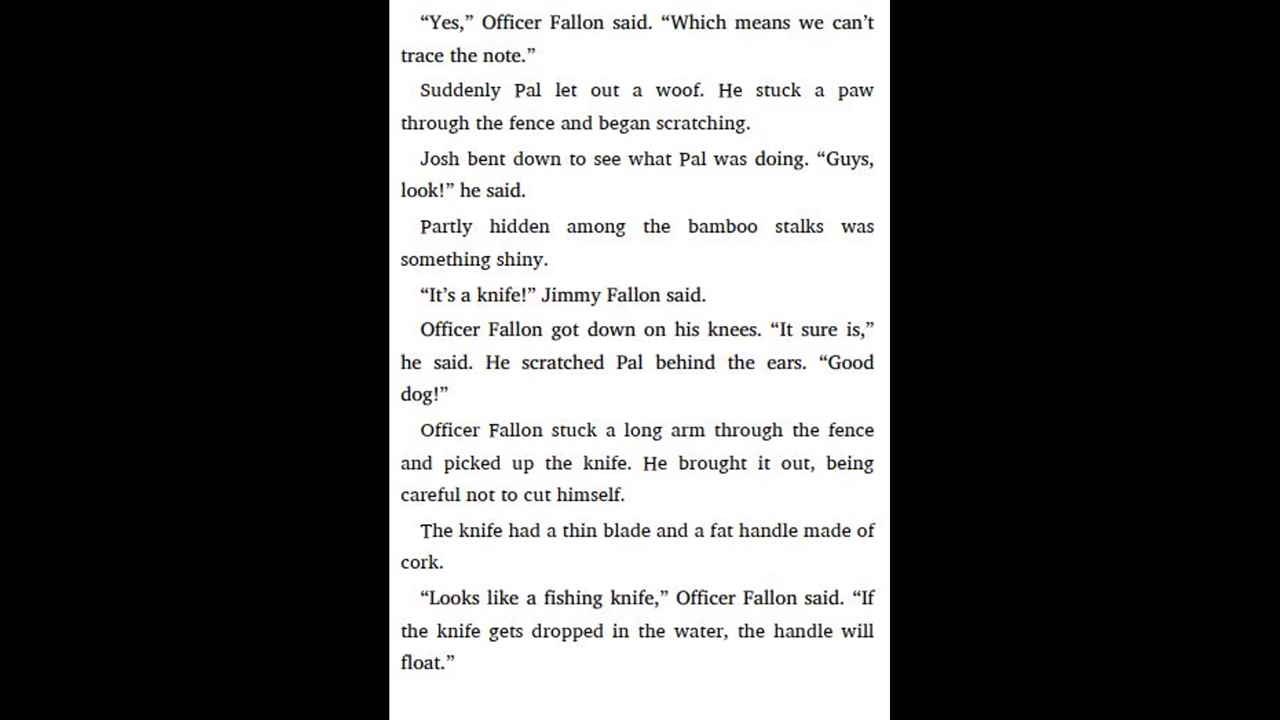 “Yes,” Officer Fallon said. “Which means we can’t
trace the note.”
Suddenly Pal let out a woof. He stuck a paw
through the fence and began scratching.
Josh bent down to see what Pal was doing. “Guys,
look!” he said.
Partly hidden among the bamboo stalks was
something shiny.
“It’s a knife!” Jimmy Fallon said.
Officer Fallon got down on his knees. “It sure is,”
he said. He scratched Pal behind the ears. “Good
dog!”
Officer Fallon stuck a long arm through the fence
and picked up the knife. He brought it out, being
careful not to cut himself.
The knife had a thin blade and a fat handle made of
cork.
“Looks like a fishing knife,” Officer Fallon said. “If
the knife gets dropped in the water, the handle will
float.”